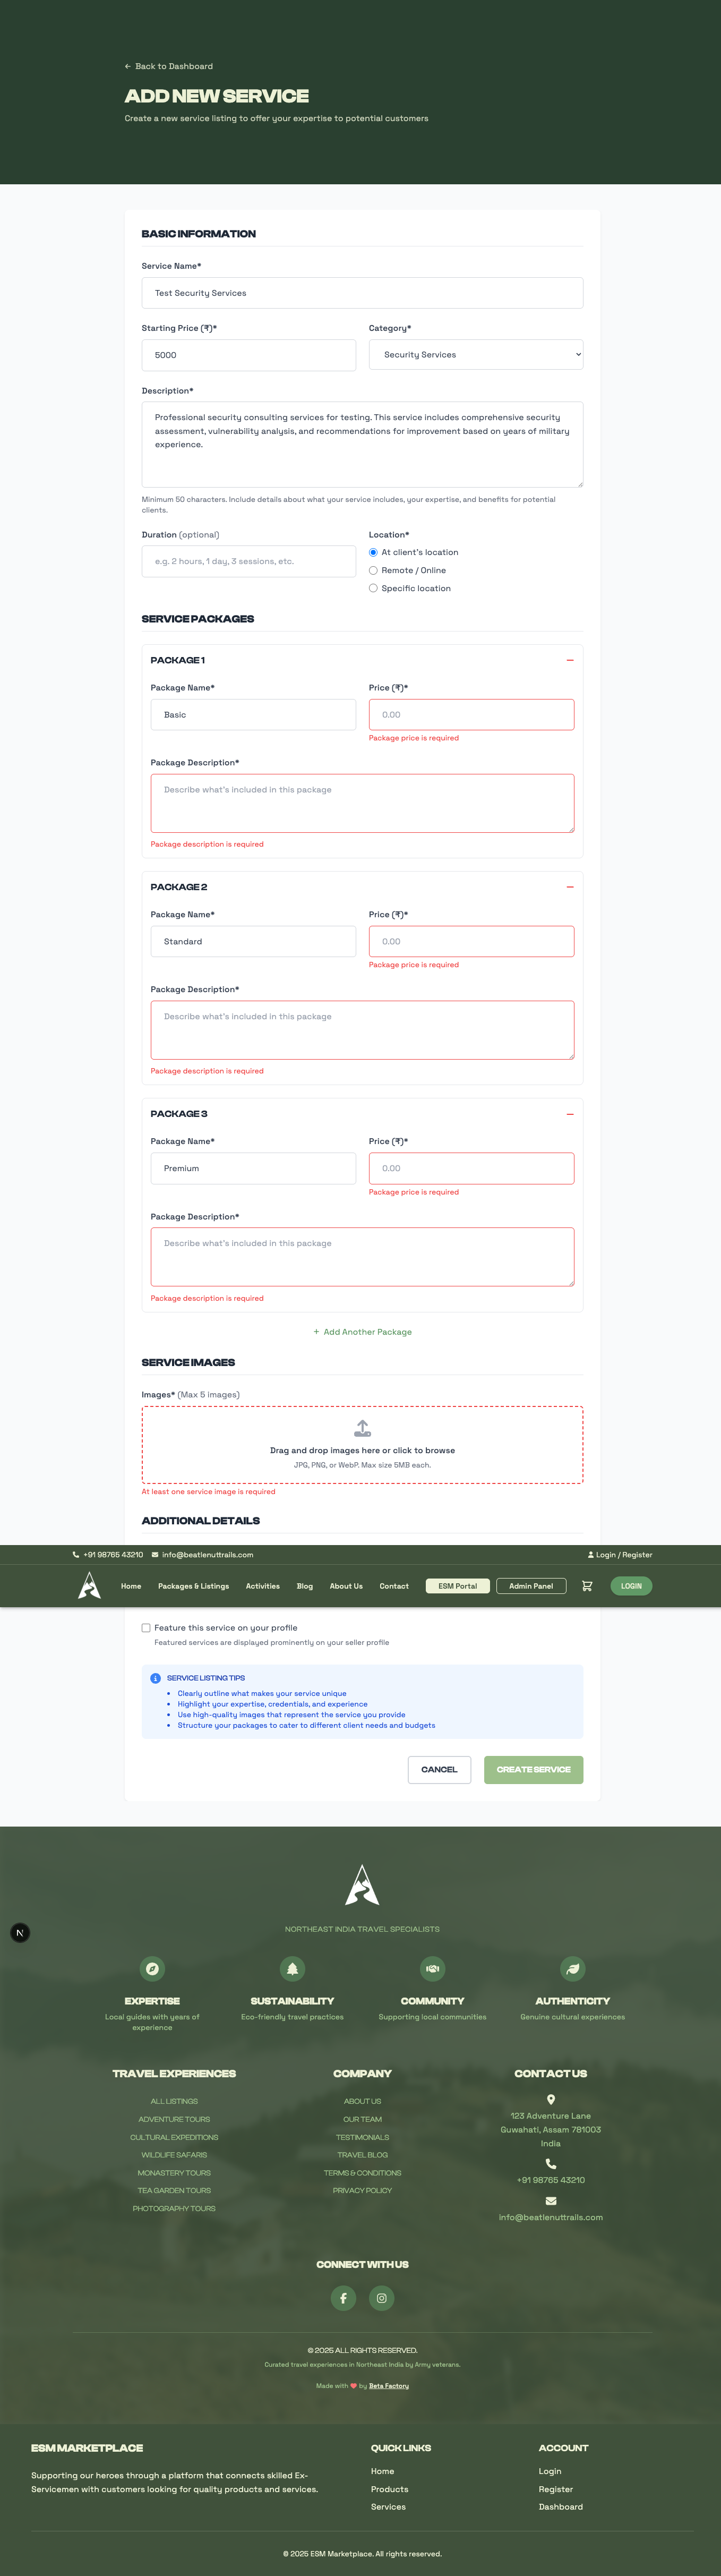 ← Back to Dashboard
ADD NEW SERVICE
Create a new service listing to offer your expertise to potential customers
BASIC INFORMATION
Service Name*
Test Security Services
Starting Price (₹)*
Category*
5000
Security Services
Description*
Professional security consulting services for testing. This service includes comprehensive security
assessment, vulnerability analysis, and recommendations for improvement based on years of military
experience.
Minimum 50 characters. Include details about what your service includes, your expertise, and benefits for potential
clients.
Duration (optional)
Location*
e.g. 2 hours, 1 day, 3 sessions, etc.
At client's location
Remote / Online
Specific location
SERVICE PACKAGES
PACKAGE 1
Package Name*
Price (₹)*
Basic
0.00
Package price is required
Package Description*
Describe what's included in this package
Package description is required
PACKAGE 2
Package Name*
Price (₹)*
Standard
0.00
Package price is required
Package Description*
Describe what's included in this package
Package description is required
PACKAGE 3
Package Name*
Price (₹)*
Premium
0.00
Package price is required
Package Description*
Describe what's included in this package
Package description is required
+ Add Another Package
SERVICE IMAGES
Images* (Max 5 images)
Drag and drop images here or click to browse
JPG, PNG, or WebP. Max size 5MB each.
At least one service image is required
ADDITIONAL DETAILS
+91 98765 43210
info@beatlenuttrails.com
Login / Register
Home
Packages & Listings
Activities
Blog
About Us
Contact
ESM Portal
Admin Panel
LOGIN
Feature this service on your profile
Featured services are displayed prominently on your seller profile
SERVICE LISTING TIPS
• Clearly outline what makes your service unique
• Highlight your expertise, credentials, and experience
• Use high-quality images that represent the service you provide
• Structure your packages to cater to different client needs and budgets
CANCEL
CREATE SERVICE
NORTHEAST INDIA TRAVEL SPECIALISTS
N
EXPERTISE
SUSTAINABILITY
COMMUNITY
AUTHENTICITY
Local guides with years of
experience
Eco-friendly travel practices
Supporting local communities
Genuine cultural experiences
TRAVEL EXPERIENCES
ALL LISTINGS
ADVENTURE TOURS
CULTURAL EXPEDITIONS
WILDLIFE SAFARIS
MONASTERY TOURS
TEA GARDEN TOURS
PHOTOGRAPHY TOURS
COMPANY
ABOUT US
OUR TEAM
TESTIMONIALS
TRAVEL BLOG
TERMS & CONDITIONS
PRIVACY POLICY
CONTACT US
123 Adventure Lane
Guwahati, Assam 781003
India
+91 98765 43210
info@beatlenuttrails.com
CONNECT WITH US
© 2025 ALL RIGHTS RESERVED.
Curated travel experiences in Northeast India by Army veterans.
Made with ❤ by Beta Factory
ESM MARKETPLACE
Supporting our heroes through a platform that connects skilled Ex-
Servicemen with customers looking for quality products and services.
QUICK LINKS
Home
Products
Services
ACCOUNT
Login
Register
Dashboard
© 2025 ESM Marketplace. All rights reserved.